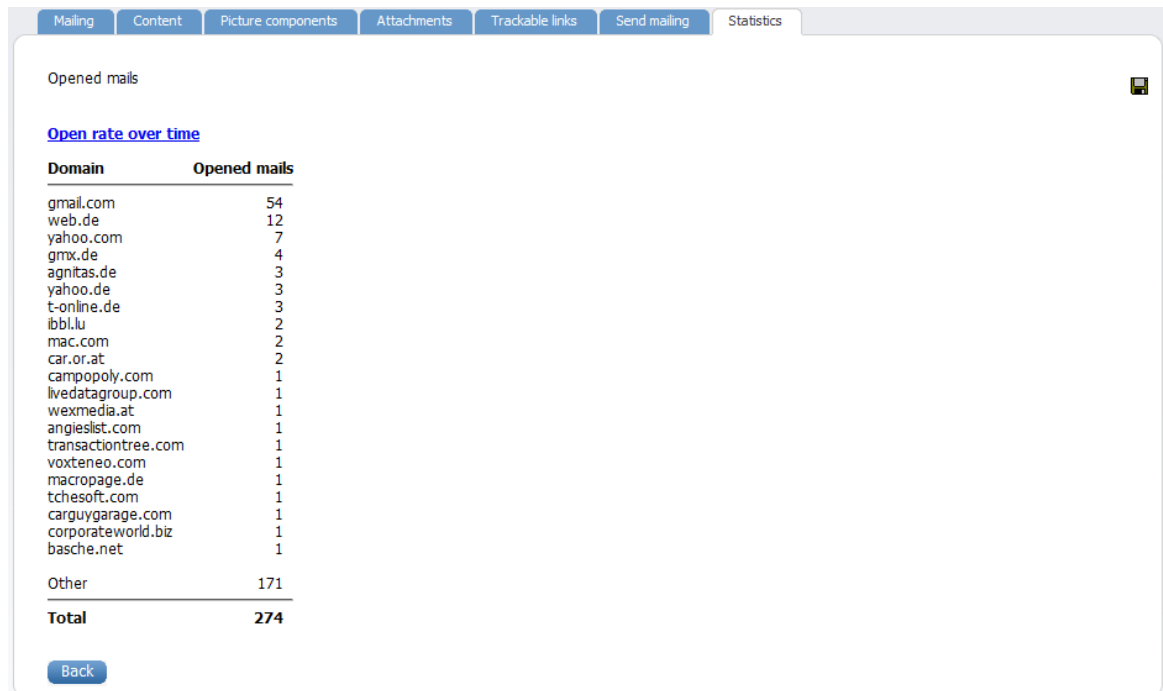 Mailing Content Picture components Attachments Trackable links Send mailing Statistics
Opened mails
Open rate over time
Domain Opened mails
gmail.com 54
web.de 12
yahoo.com 7
gmx.de 4
agnitas.de 3
yahoo.de 3
t-online.de 3
ibbl.lu 2
mac.com 2
car.or.at 2
campopoly.com 1
livedatagroup.com 1
wexmedia.at 1
angieslist.com 1
transactiontree.com 1
voxteneo.com 1
macropage.de 1
tchesoft.com 1
carguygarage.com 1
corporateworld.biz 1
basche.net 1
Other 171
Total 274
Back